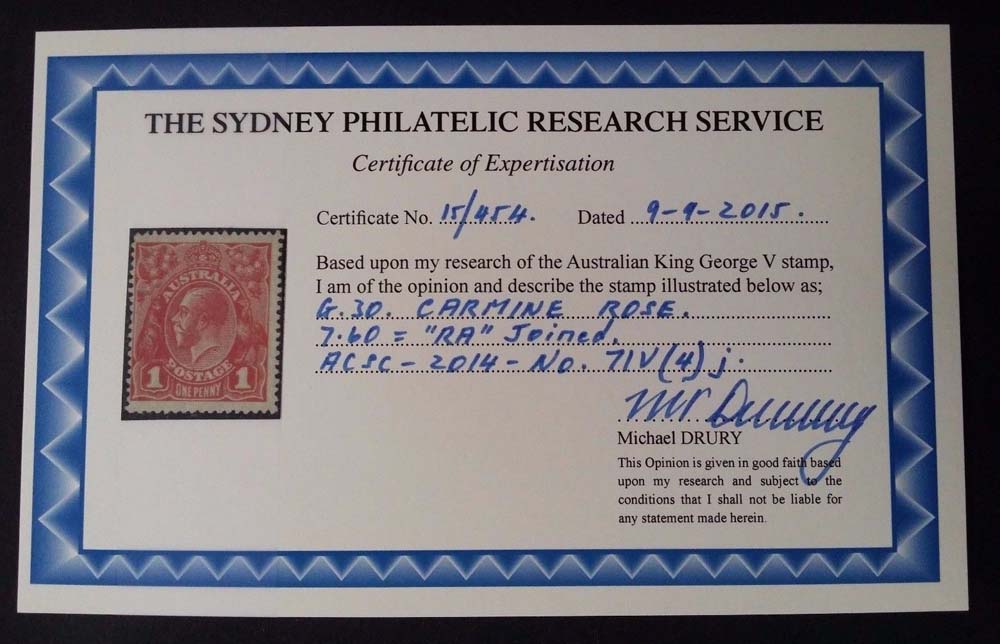 THE SYDNEY PHILATELIC RESEARCH SERVICE
Certificate of Expertisation
Certificate No. 15/454. Dated 9-9-2015.
Based upon my research of the Australian King George V stamp,
I am of the opinion and describe the stamp illustrated below as;
G.30. CARMINE ROSE.
7.60 = "RA" Joined.
ACSC - 2014 - No. 71V(4)j.
Michael DRURY
This Opinion is given in good faith based
upon my research and subject to the
conditions that I shall not be liable for
any statement made herein.
AUSTRALIA
POSTAGE
1 ONE PENNY 1